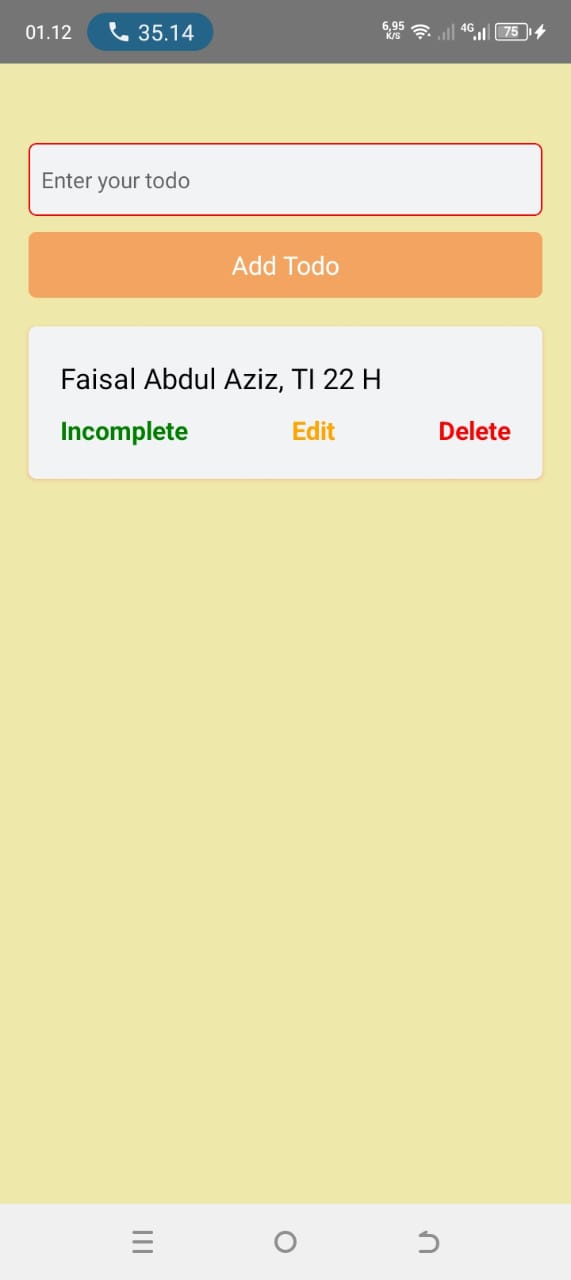 01.12 35.14 6,95 K/S 4G 75
Enter your todo
Add Todo
Faisal Abdul Aziz, TI 22 H
Incomplete Edit Delete